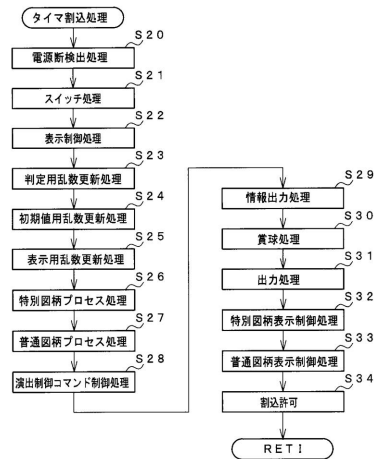 タイマ割込処理
S20
電源断検出処理
S21
スイッチ処理
S22
表示制御処理
S23
判定用乱数更新処理
S24
初期値用乱数更新処理
S25
表示用乱数更新処理
S26
特別図柄プロセス処理
S27
普通図柄プロセス処理
S28
演出制御コマンド制御処理
S29
情報出力処理
S30
賞球処理
S31
出力処理
S32
特別図柄表示制御処理
S33
普通図柄表示制御処理
S34
割込許可
RETI